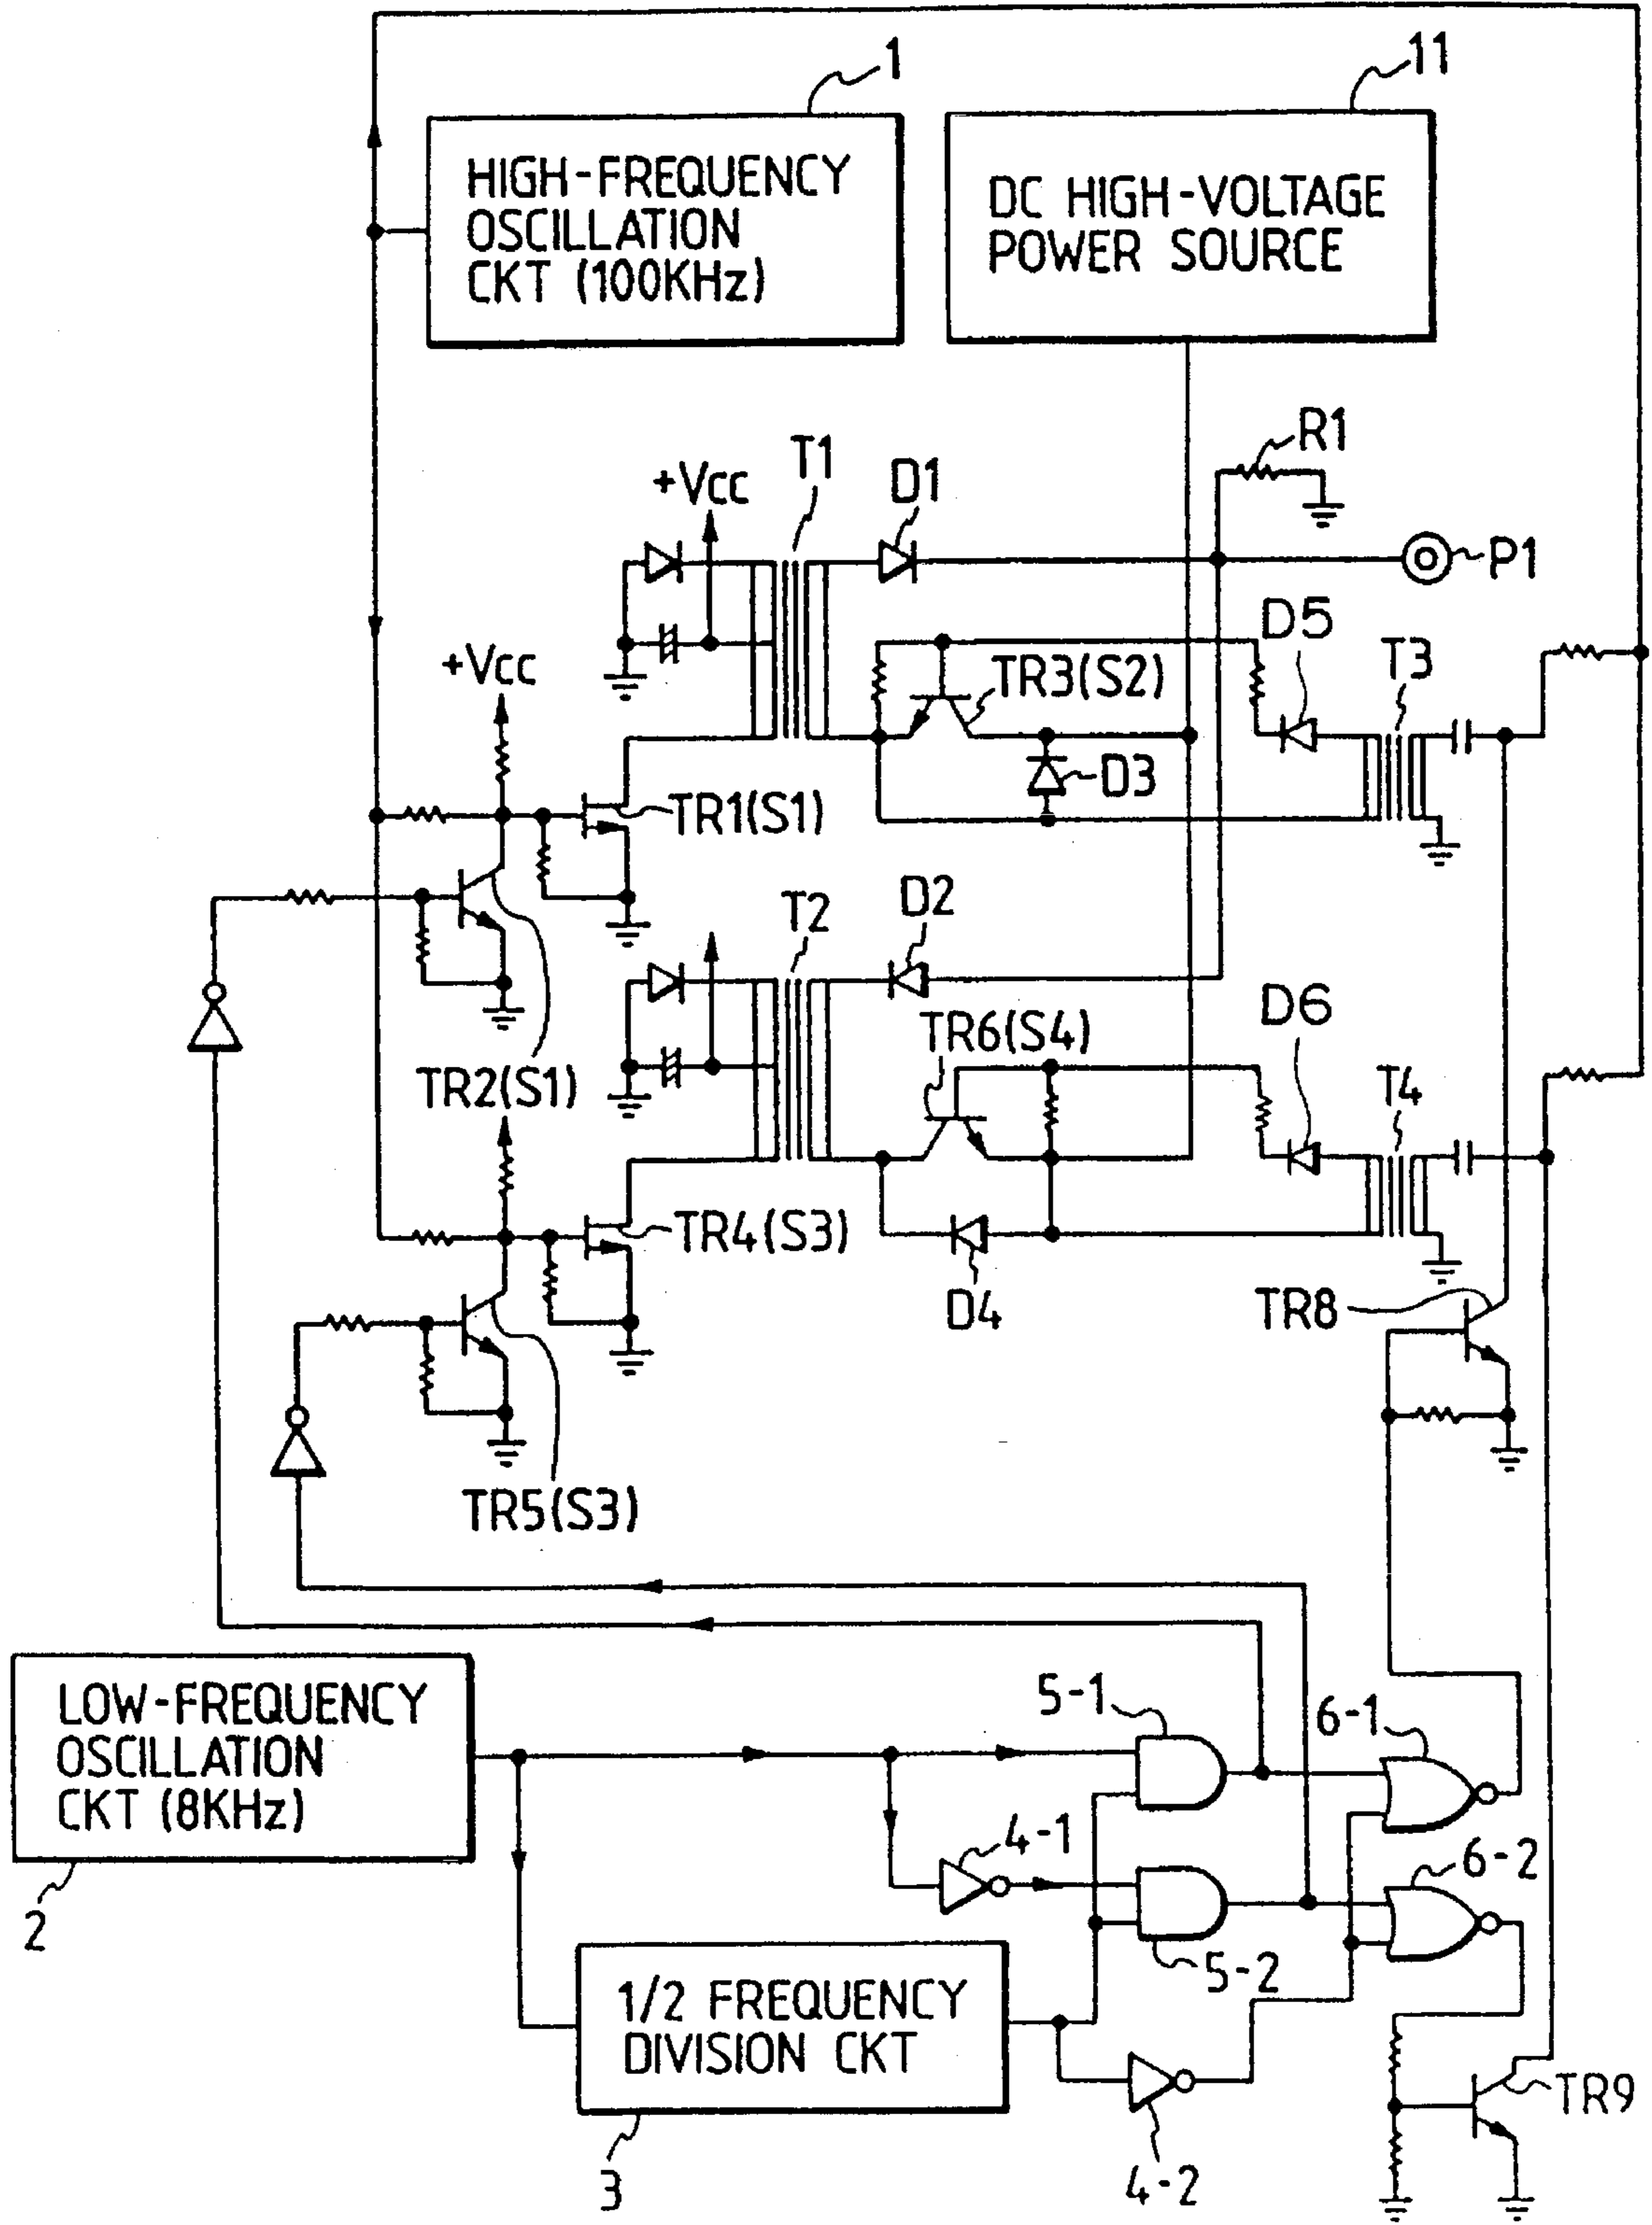 1
11
HIGH-FREQUENCY
OSCILLATION
CKT (100KHz)
DC HIGH-VOLTAGE
POWER SOURCE
R1
T1
+Vcc
D1
P1
D5
T3
+Vcc
TR3(S2)
D3
TR1(S1)
T2
D2
TR2(S1)
TR6(S4)
D6
T4
TR4(S3)
D4
TR8
TR5(S3)
LOW-FREQUENCY
OSCILLATION
CKT (8KHz)
2
5-1
6-1
4-1
6-2
5-2
1/2 FREQUENCY
DIVISION CKT
3
4-2
TR9